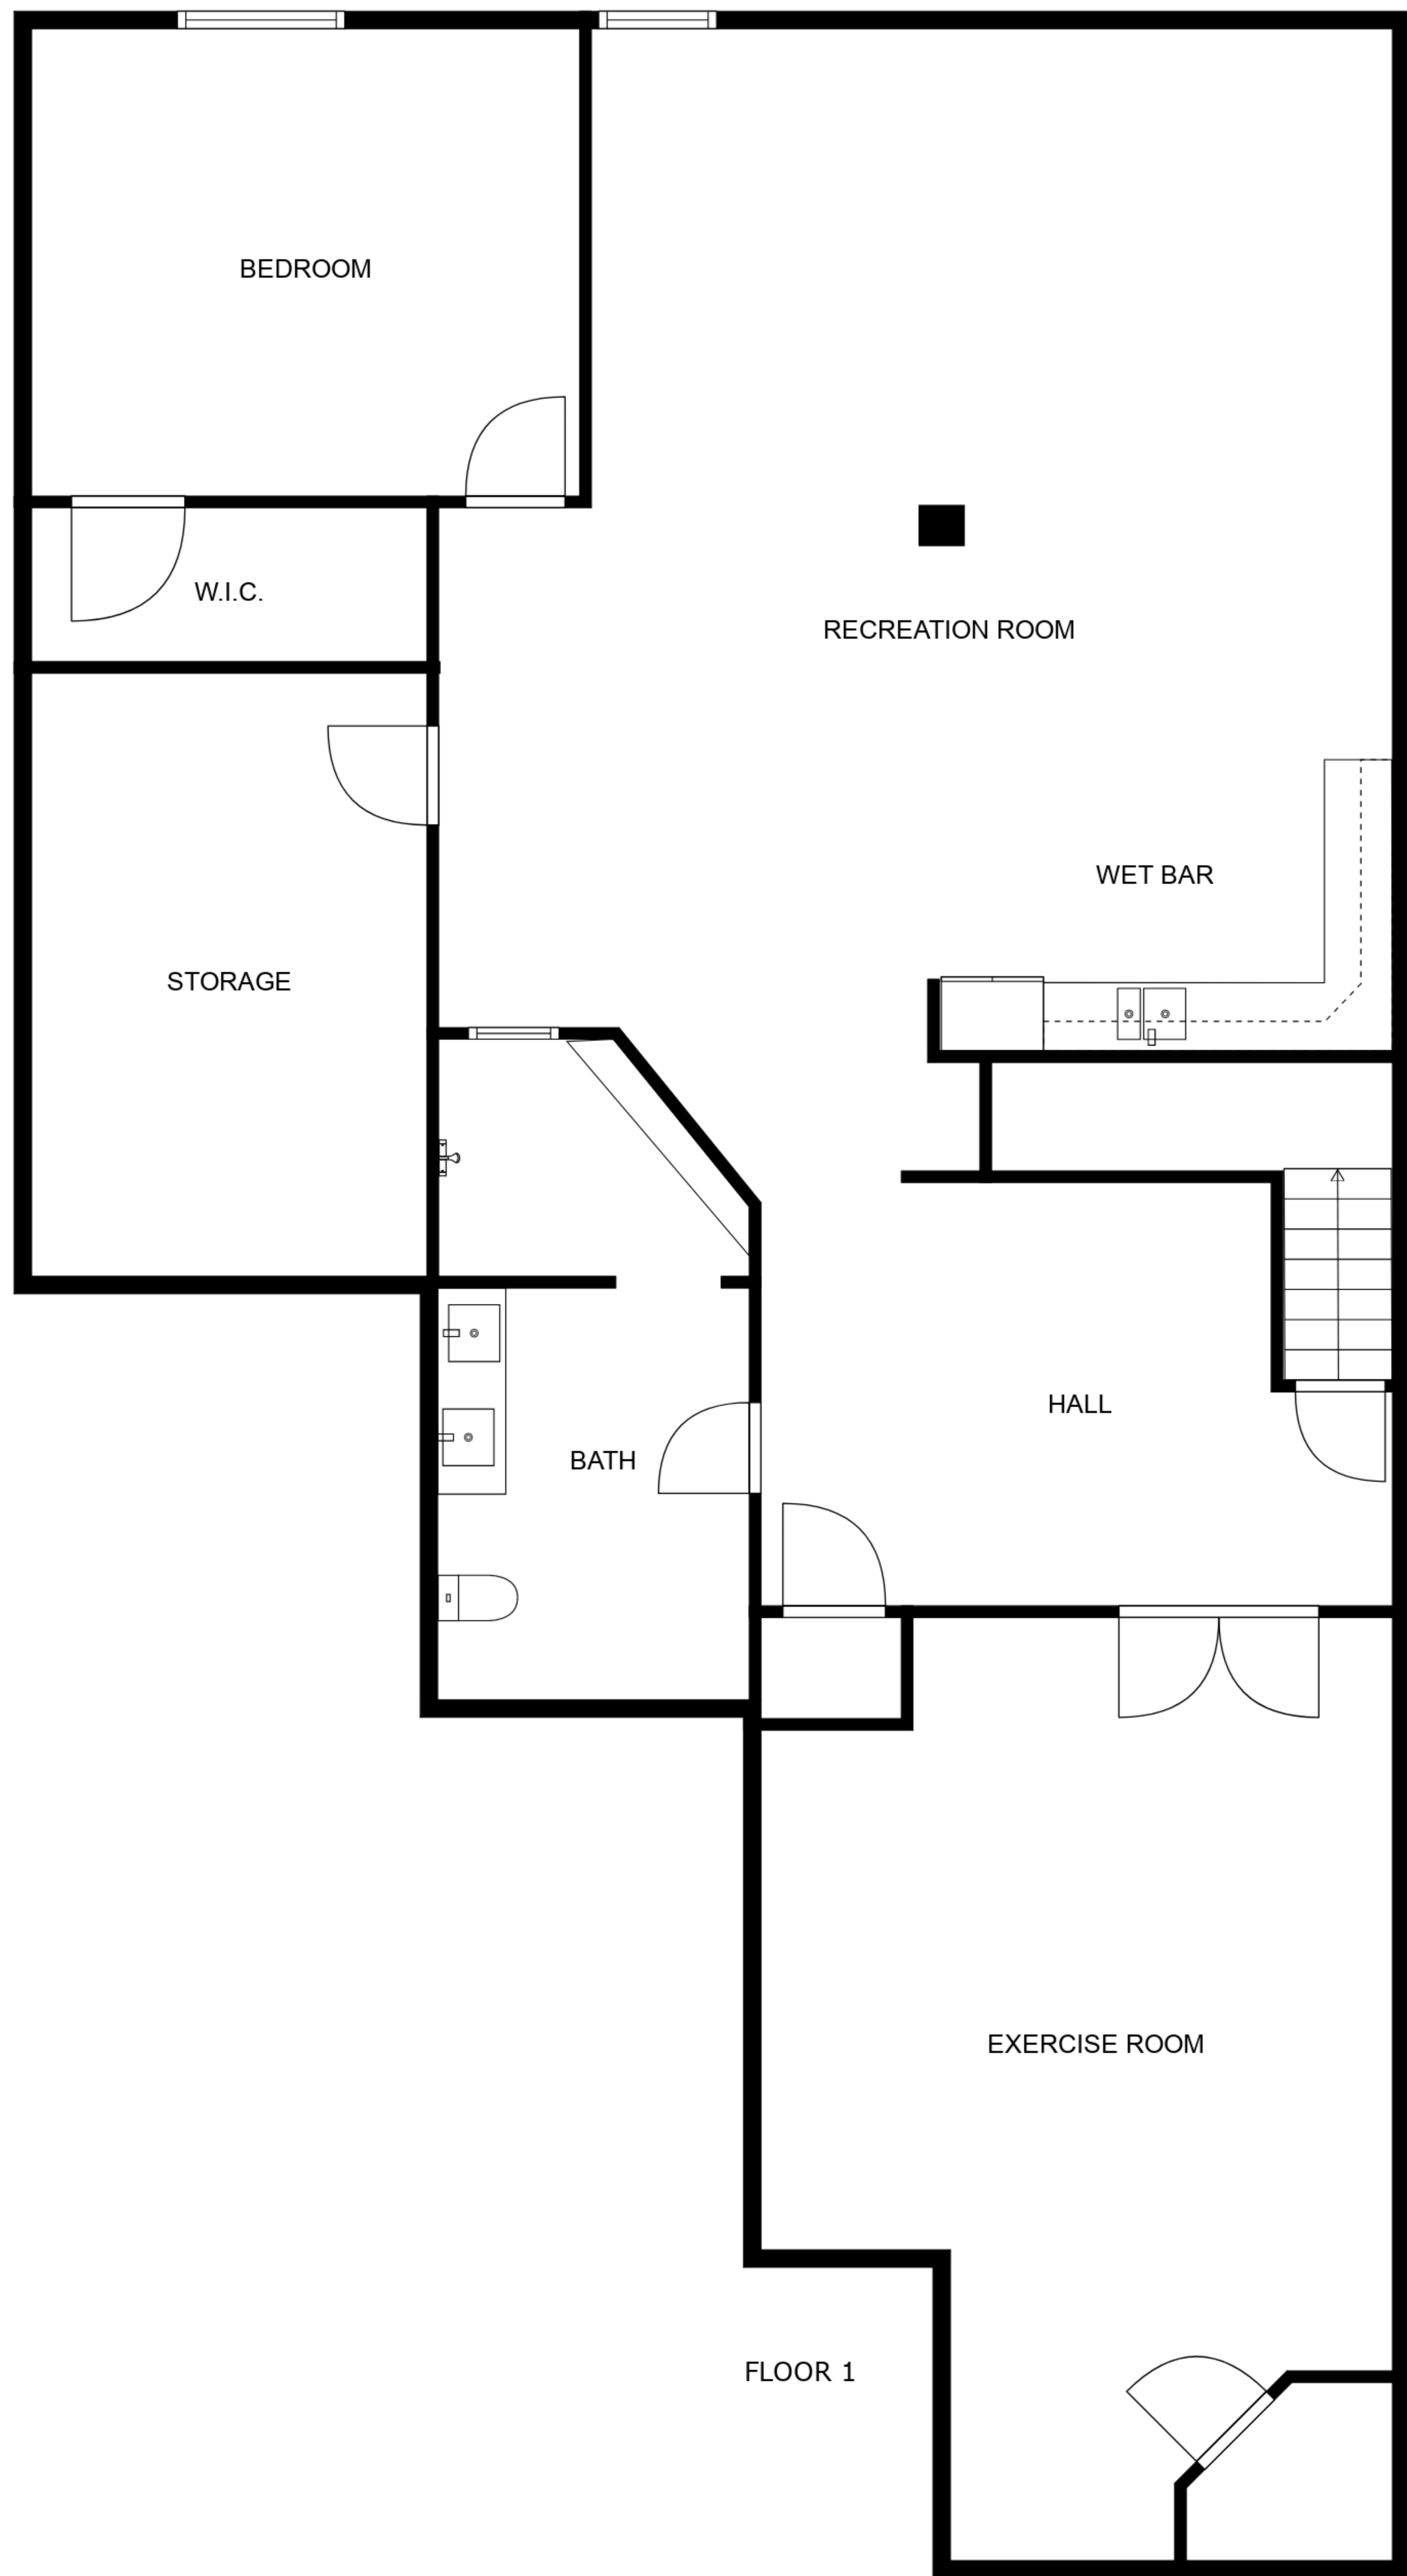 BEDROOM
W.I.C.
RECREATION ROOM
WET BAR
STORAGE
HALL
BATH
EXERCISE ROOM
FLOOR 1